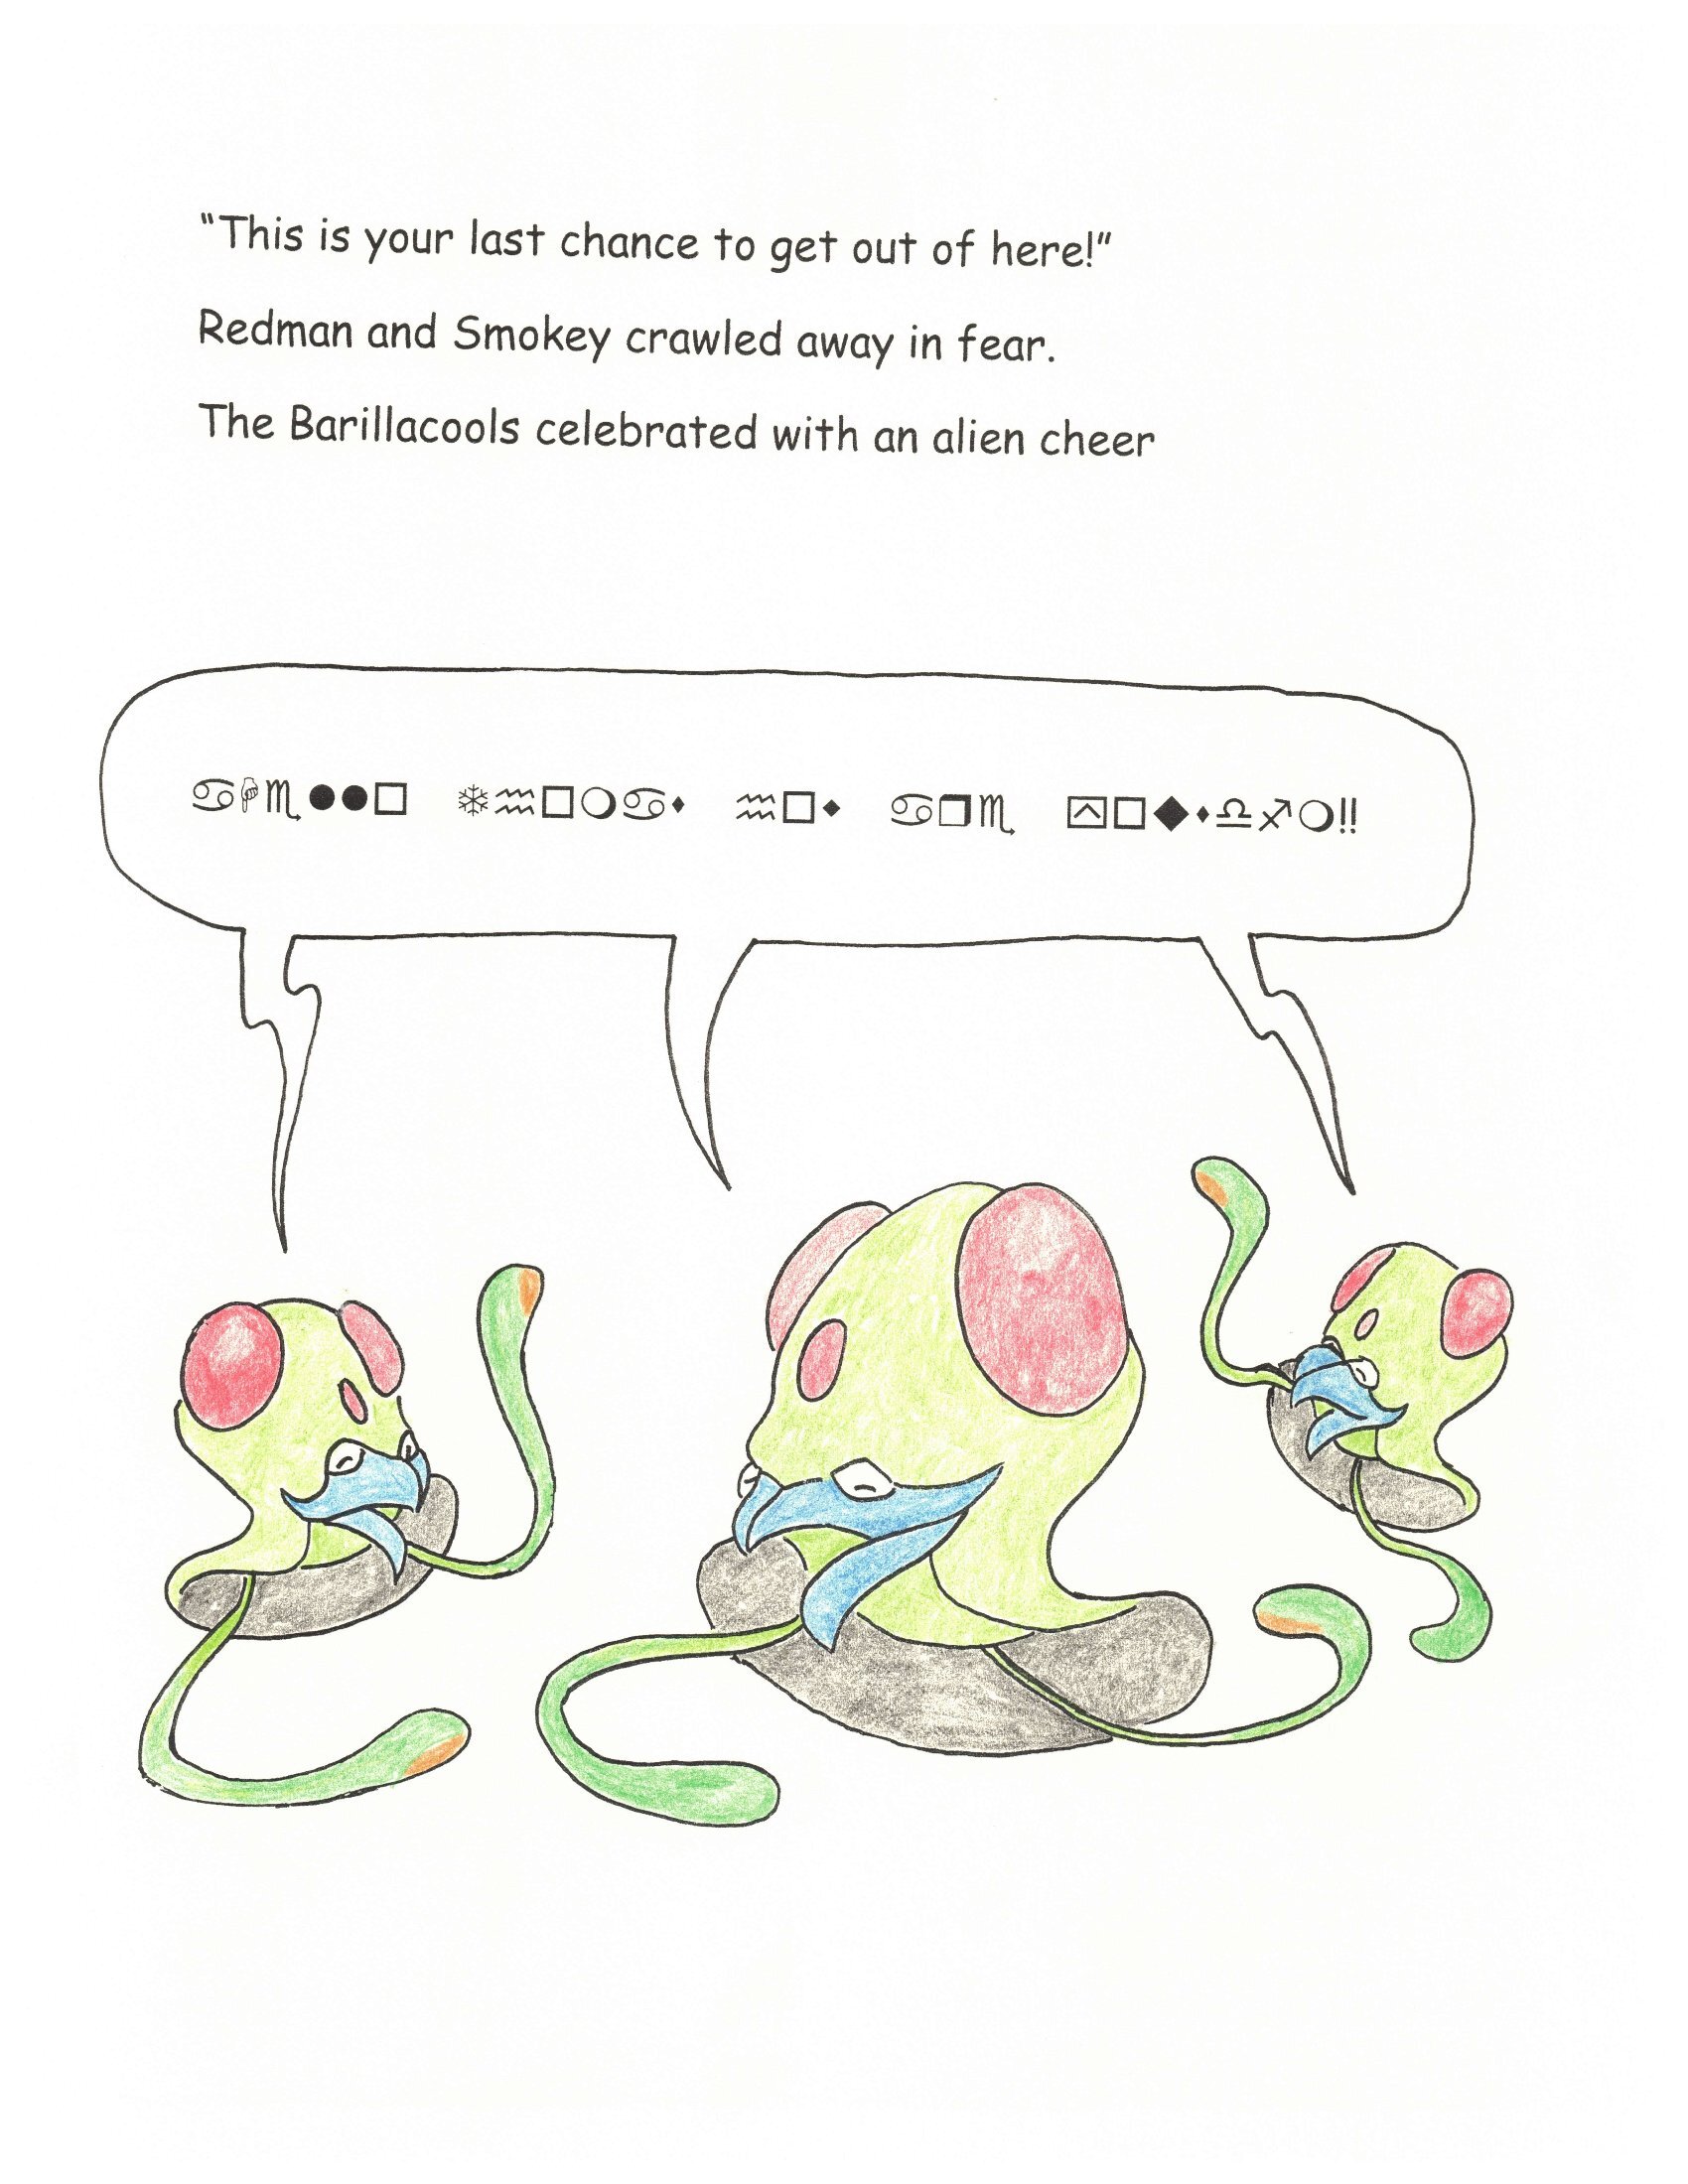 “This is your last chance to get out of here!”
Redman and Smokey crawled away in fear.
The Barillacools celebrated with an alien cheer
♋︎☟︎♏︎●︎●︎□︎ ❄︎♒︎□︎❍︎♋︎⬧︎ ♒︎□︎⬥︎ ♋︎❒︎♏︎ ⍓︎□︎◆︎⬧︎♎︎♐︎❍︎!!